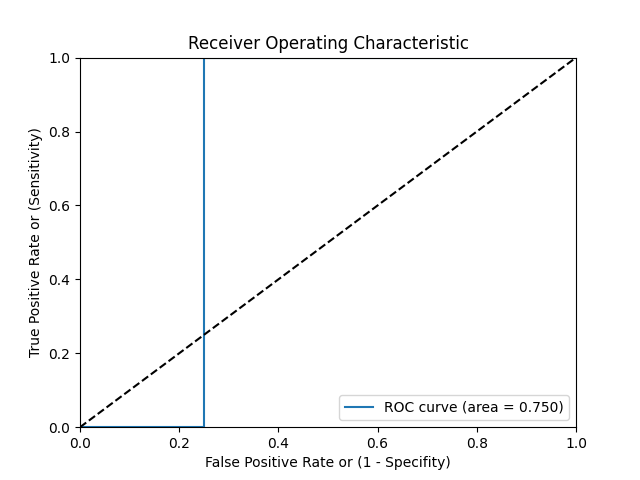 Receiver Operating Characteristic
True Positive Rate or (Sensitivity)
1.0
0.8
0.6
0.4
0.2
0.0
ROC curve (area = 0.750)
0.0 0.2 0.4 0.6 0.8 1.0
False Positive Rate or (1 - Specifity)